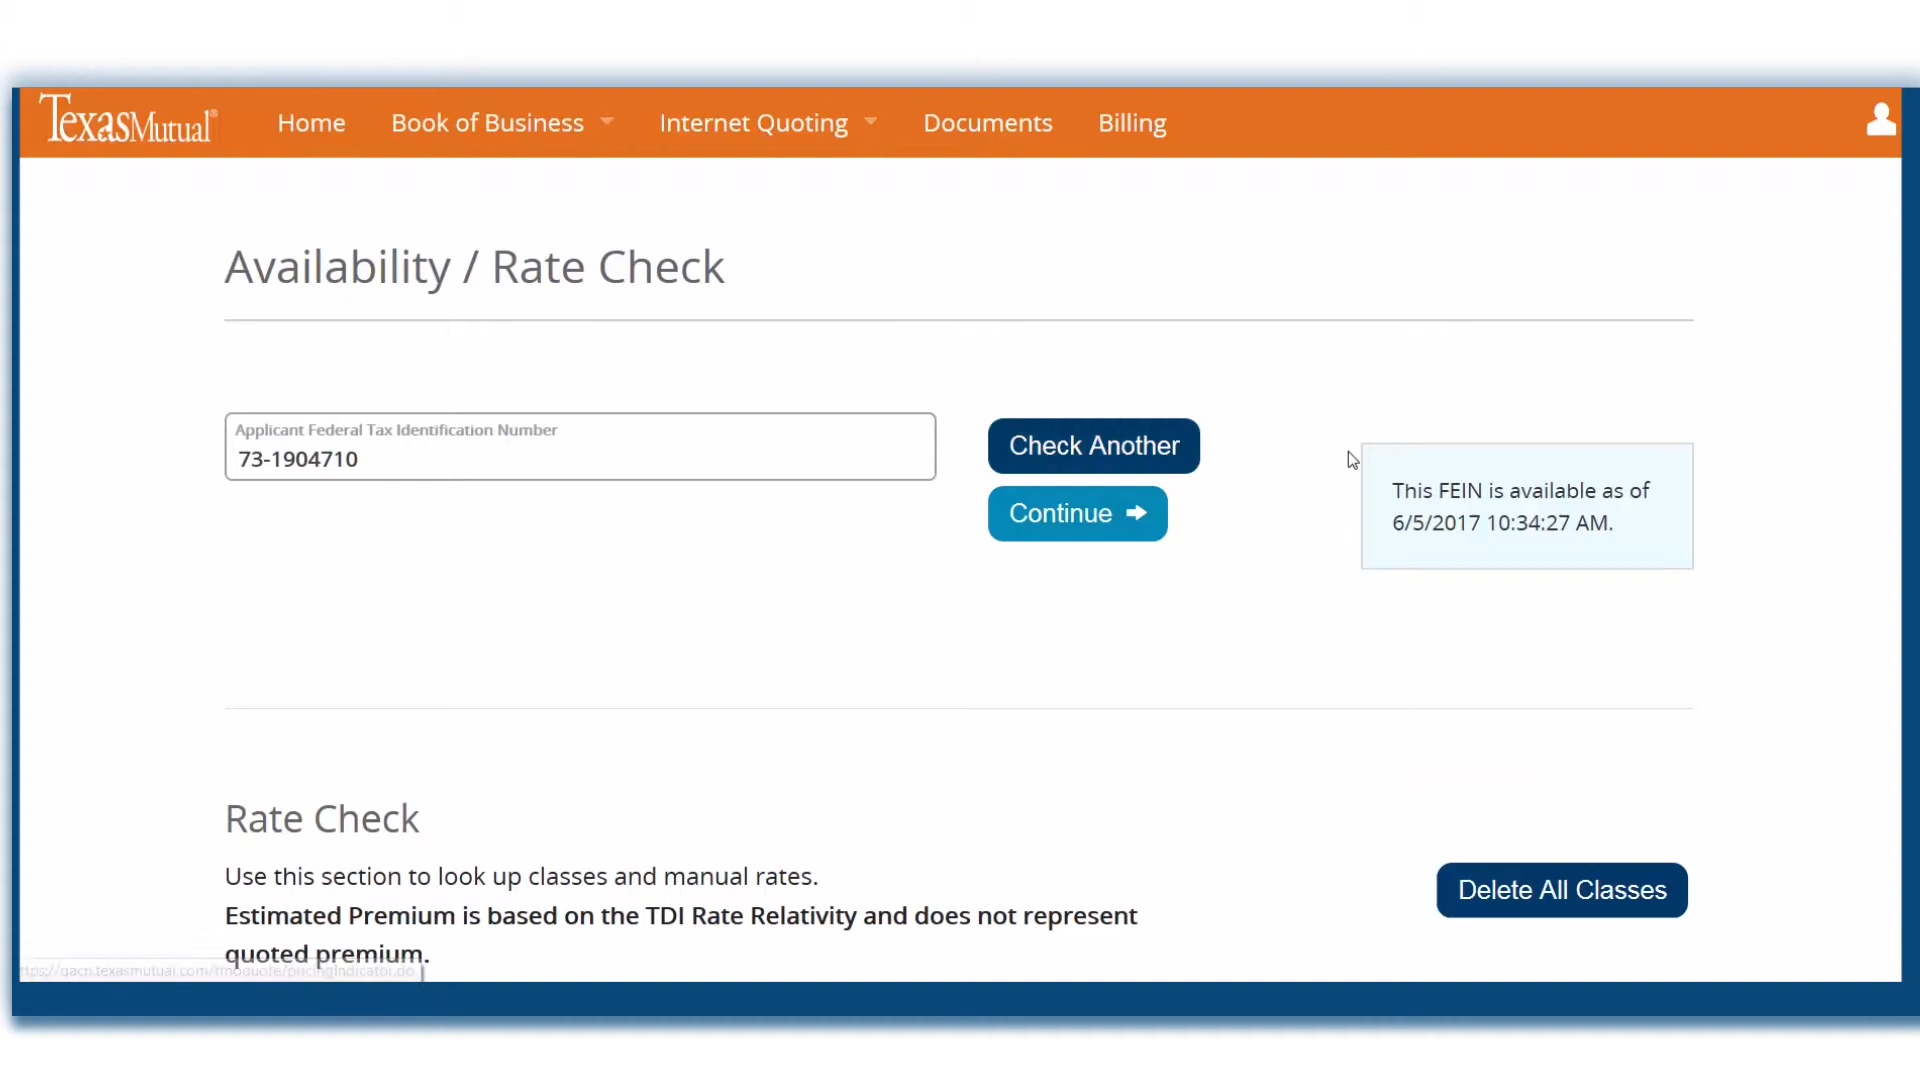 TexasMutual®
Home
Book of Business
Internet Quoting
Documents
Billing
Availability / Rate Check
Applicant Federal Tax Identification Number
73-1904710
Check Another
Continue
This FEIN is available as of
6/5/2017 10:34:27 AM.
Rate Check
Use this section to look up classes and manual rates.
Estimated Premium is based on the TDI Rate Relativity and does not represent
quoted premium.
Delete All Classes